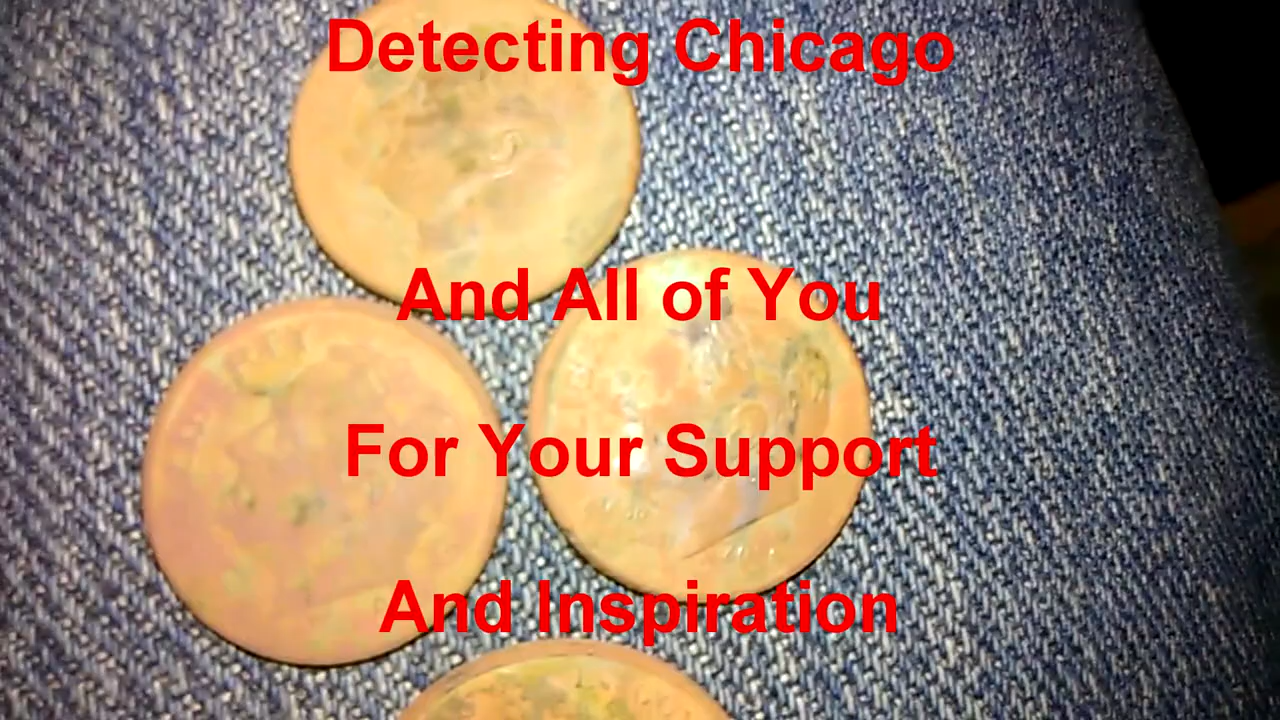 Detecting Chicago
And All of You
For Your Support
And Inspiration